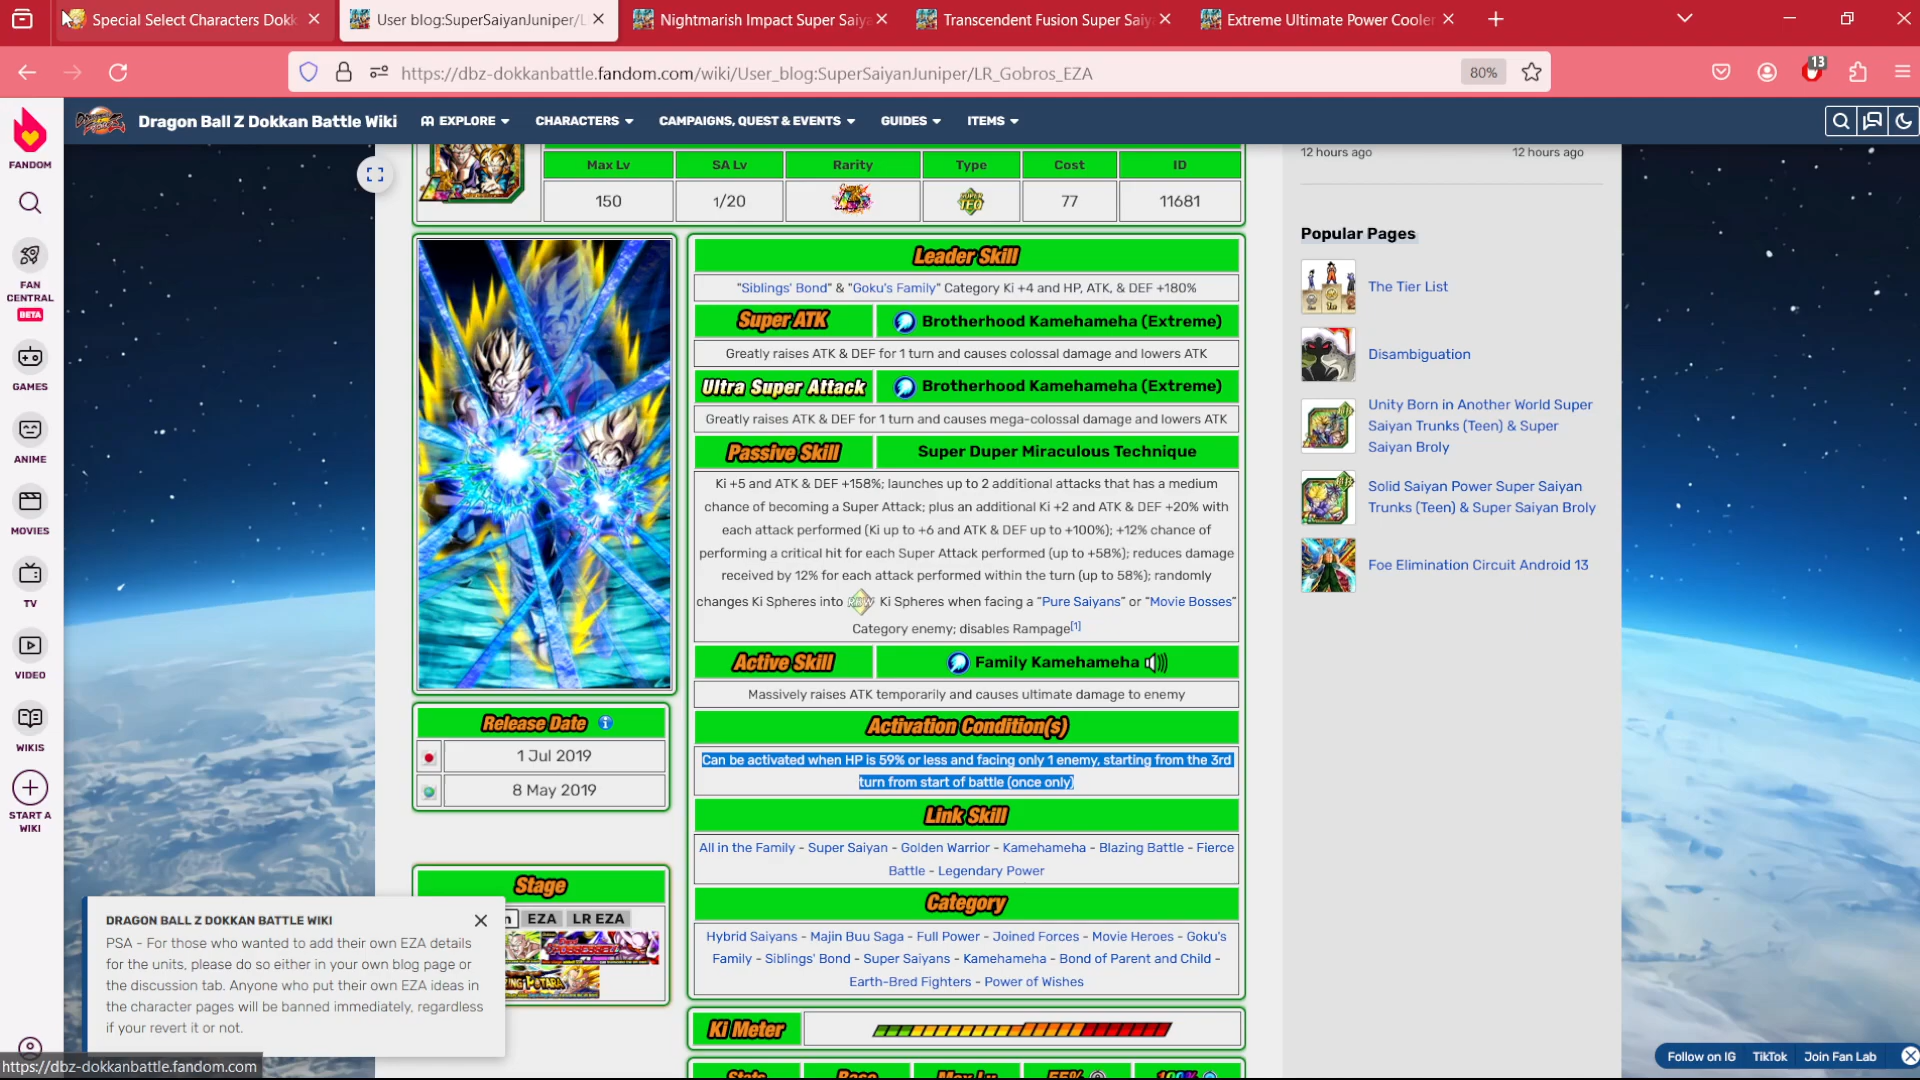 Special Select Characters Dokk
User blog:SuperSaiyanJuniper/L
Nightmarish Impact Super Saiya
Transcendent Fusion Super Saiy
Extreme Ultimate Power Cooler
https://dbz-dokkanbattle.fandom.com/wiki/User_blog:SuperSaiyanJuniper/LR_Gobros_EZA
80%
13
FANDOM
FAN CENTRAL
BETA
GAMES
ANIME
MOVIES
TV
VIDEO
WIKIS
START A
WIKI
Dragon Ball Z Dokkan Battle Wiki
EXPLORE
CHARACTERS
CAMPAIGNS, QUEST & EVENTS
GUIDES
ITEMS
Max Lv SA Lv Rarity Type Cost ID
150 1/20 77 11681
Leader Skill
"Siblings' Bond" & "Goku's Family" Category Ki +4 and HP, ATK, & DEF +180%
Super ATK
Brotherhood Kamehameha (Extreme)
Greatly raises ATK & DEF for 1 turn and causes colossal damage and lowers ATK
Ultra Super Attack
Brotherhood Kamehameha (Extreme)
Greatly raises ATK & DEF for 1 turn and causes mega-colossal damage and lowers ATK
Passive Skill
Super Duper Miraculous Technique
Ki +5 and ATK & DEF +158%; launches up to 2 additional attacks that has a medium
chance of becoming a Super Attack; plus an additional Ki +2 and ATK & DEF +20% with
each attack performed (Ki up to +6 and ATK & DEF up to +100%); +12% chance of
performing a critical hit for each Super Attack performed (up to +58%); reduces damage
received by 12% for each attack performed within the turn (up to 58%); randomly
changes Ki Spheres into RBW Ki Spheres when facing a "Pure Saiyans" or "Movie Bosses"
Category enemy; disables Rampage[1]
Active Skill
Family Kamehameha
Massively raises ATK temporarily and causes ultimate damage to enemy
Activation Condition(s)
Can be activated when HP is 59% or less and facing only 1 enemy, starting from the 3rd
turn from start of battle (once only)
Link Skill
All in the Family - Super Saiyan - Golden Warrior - Kamehameha - Blazing Battle - Fierce
Battle - Legendary Power
Category
Hybrid Saiyans - Majin Buu Saga - Full Power - Joined Forces - Movie Heroes - Goku's
Family - Siblings' Bond - Super Saiyans - Kamehameha - Bond of Parent and Child -
Earth-Bred Fighters - Power of Wishes
Ki Meter
Stats Base Max Lv 55% 100%
Release Date
1 Jul 2019
8 May 2019
Stage
EZA LR EZA
DRAGON BALL Z DOKKAN BATTLE WIKI
PSA - For those who wanted to add their own EZA details
for the units, please do so either in your own blog page or
the discussion tab. Anyone who put their own EZA ideas in
the character pages will be banned immediately, regardless
if your revert it or not.
https://dbz-dokkanbattle.fandom.com
12 hours ago
12 hours ago
Popular Pages
The Tier List
Disambiguation
Unity Born in Another World Super
Saiyan Trunks (Teen) & Super
Saiyan Broly
Solid Saiyan Power Super Saiyan
Trunks (Teen) & Super Saiyan Broly
Foe Elimination Circuit Android 13
Follow on IG
TikTok
Join Fan Lab